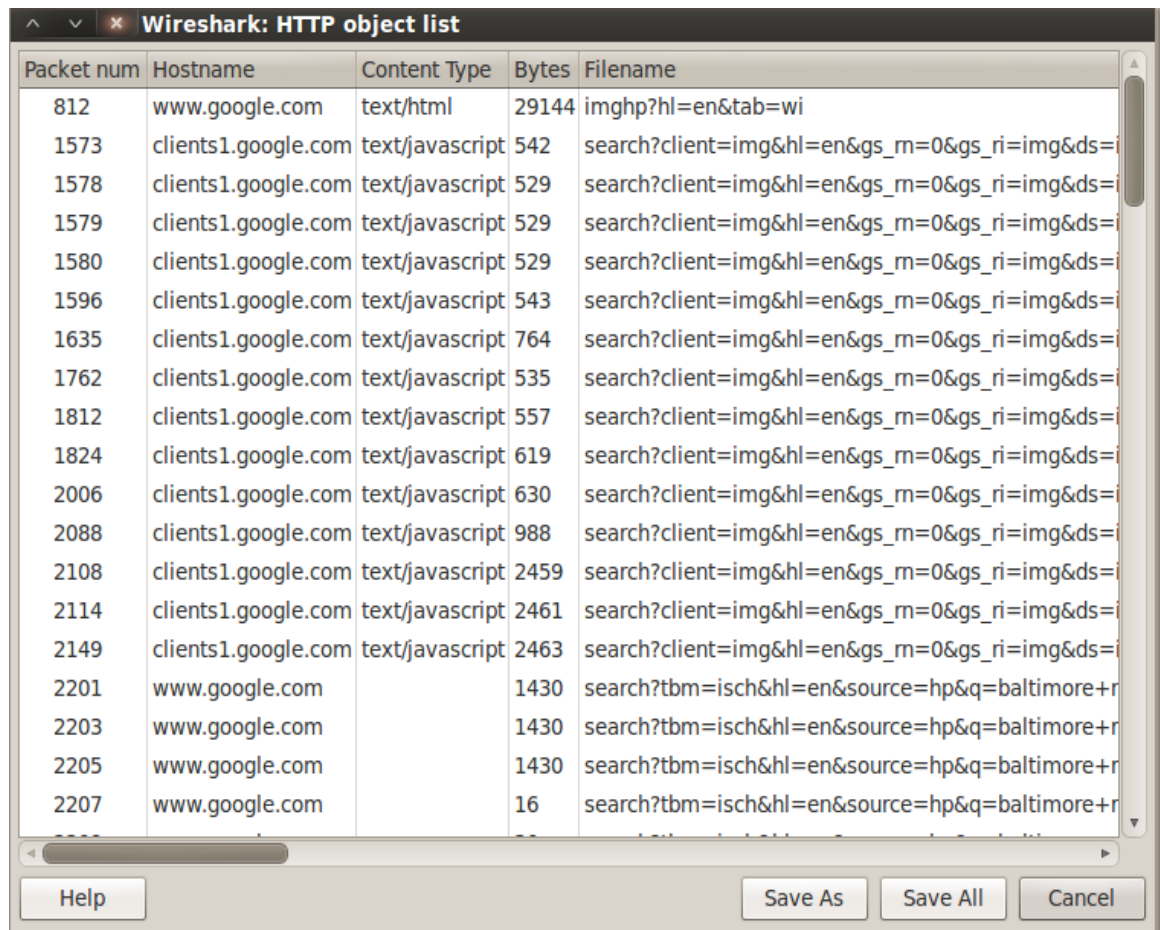 Wireshark: HTTP object list
Packet num Hostname Content Type Bytes Filename
812 www.google.com text/html 29144 imghp?hl=en&tab=wi
1573 clients1.google.com text/javascript 542 search?client=img&hl=en&gs_rn=0&gs_ri=img&ds=i
1578 clients1.google.com text/javascript 529 search?client=img&hl=en&gs_rn=0&gs_ri=img&ds=i
1579 clients1.google.com text/javascript 529 search?client=img&hl=en&gs_rn=0&gs_ri=img&ds=i
1580 clients1.google.com text/javascript 529 search?client=img&hl=en&gs_rn=0&gs_ri=img&ds=i
1596 clients1.google.com text/javascript 543 search?client=img&hl=en&gs_rn=0&gs_ri=img&ds=i
1635 clients1.google.com text/javascript 764 search?client=img&hl=en&gs_rn=0&gs_ri=img&ds=i
1762 clients1.google.com text/javascript 535 search?client=img&hl=en&gs_rn=0&gs_ri=img&ds=i
1812 clients1.google.com text/javascript 557 search?client=img&hl=en&gs_rn=0&gs_ri=img&ds=i
1824 clients1.google.com text/javascript 619 search?client=img&hl=en&gs_rn=0&gs_ri=img&ds=i
2006 clients1.google.com text/javascript 630 search?client=img&hl=en&gs_rn=0&gs_ri=img&ds=i
2088 clients1.google.com text/javascript 988 search?client=img&hl=en&gs_rn=0&gs_ri=img&ds=i
2108 clients1.google.com text/javascript 2459 search?client=img&hl=en&gs_rn=0&gs_ri=img&ds=i
2114 clients1.google.com text/javascript 2461 search?client=img&hl=en&gs_rn=0&gs_ri=img&ds=i
2149 clients1.google.com text/javascript 2463 search?client=img&hl=en&gs_rn=0&gs_ri=img&ds=i
2201 www.google.com 1430 search?tbm=isch&hl=en&source=hp&q=baltimore+r
2203 www.google.com 1430 search?tbm=isch&hl=en&source=hp&q=baltimore+r
2205 www.google.com 1430 search?tbm=isch&hl=en&source=hp&q=baltimore+r
2207 www.google.com 16 search?tbm=isch&hl=en&source=hp&q=baltimore+r
Help Save As Save All Cancel